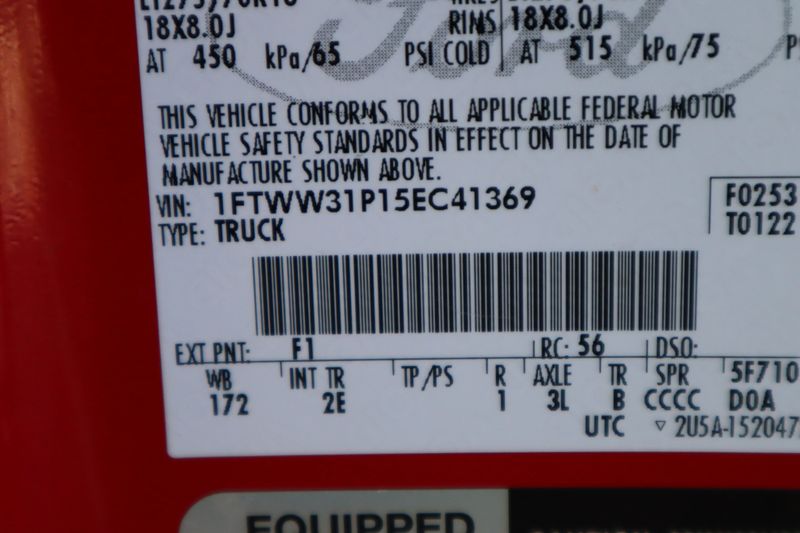 18X8.0J RIMS 18X8.0J
AT 450 kPa/65 PSI COLD AT 515 kPa/75
Ford
THIS VEHICLE CONFORMS TO ALL APPLICABLE FEDERAL MOTOR
VEHICLE SAFETY STANDARDS IN EFFECT ON THE DATE OF
MANUFACTURE SHOWN ABOVE.
VIN: 1FTWW31P15EC41369
F0253
TYPE: TRUCK
T0122
EXT PNT: F1 RC: 56 DSO:
WB INT TR TP/PS R AXLE TR SPR 5F710
172 2E 1 3L B CCCC DOA
UTC ▽ 2U5A-152047
EQUIPPED